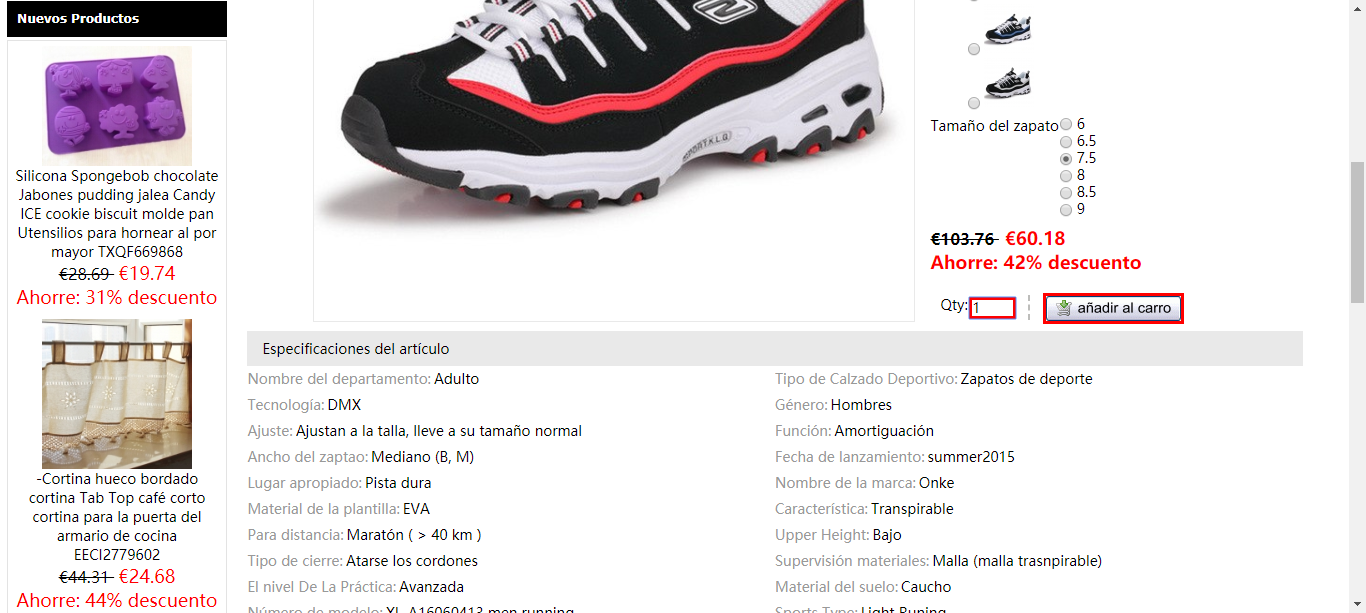 Nuevos Productos
Silicona Spongebob chocolate
Jabones pudding jalea Candy
ICE cookie biscuit molde pan
Utensilios para hornear al por
mayor TXQF669868
€28.69 €19.74
Ahorre: 31% descuento
-Cortina hueco bordado
cortina Tab Top café corto
cortina para la puerta del
armario de cocina
EECI2779602
€44.31 €24.68
Ahorre: 44% descuento
Tamaño del zapato
6
6.5
7.5
8
8.5
9
€103.76 €60.18
Ahorre: 42% descuento
Qty: 1 añadir al carro
Especificaciones del artículo
Nombre del departamento: Adulto
Tipo de Calzado Deportivo: Zapatos de deporte
Tecnología: DMX
Género: Hombres
Ajuste: Ajustan a la talla, lleve a su tamaño normal
Función: Amortiguación
Ancho del zaptao: Mediano (B, M)
Fecha de lanzamiento: summer2015
Lugar apropiado: Pista dura
Nombre de la marca: Onke
Material de la plantilla: EVA
Característica: Transpirable
Para distancia: Maratón ( > 40 km )
Upper Height: Bajo
Tipo de cierre: Atarse los cordones
Supervisión materiales: Malla (malla trasnpirable)
El nivel De La Práctica: Avanzada
Material del suelo: Caucho
Número de modelo: XL-A16060413 men running
Sports Type: Light Runing